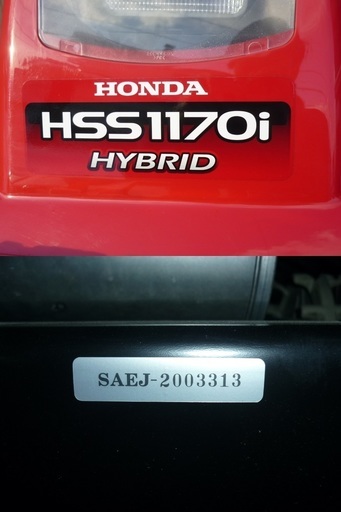 HONDA
HSS1170i
HYBRID
SAEJ-2003313